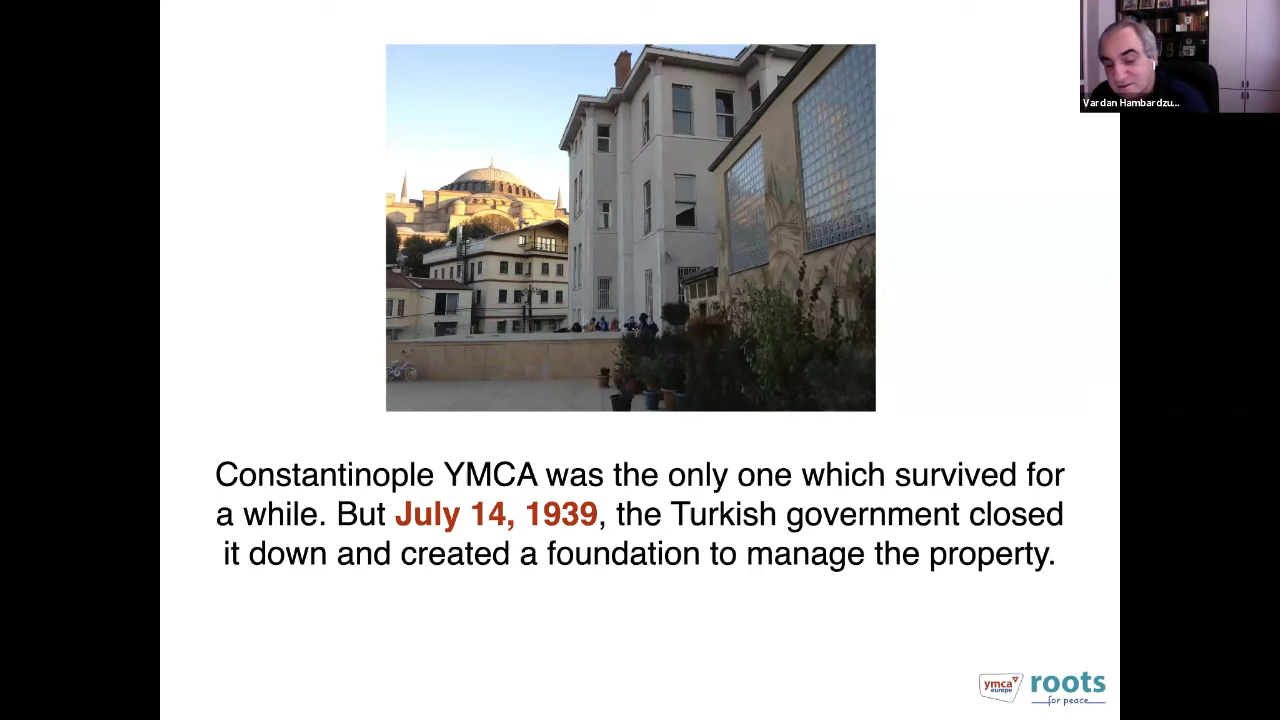 Vardan Hambardzu...
Constantinople YMCA was the only one which survived for
a while. But July 14, 1939, the Turkish government closed
it down and created a foundation to manage the property.
ymca
europe
roots
for peace